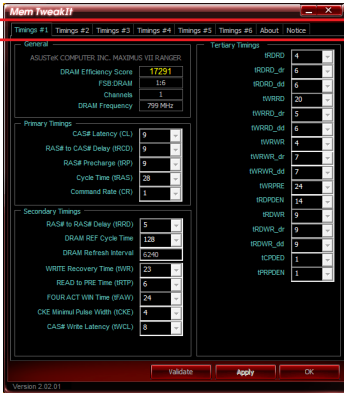 Mem TweakIt
Timings #1 Timings #2 Timings #3 Timings #4 Timings #5 Timings #6 About Notice
General
ASUSTeK COMPUTER INC. MAXIMUS VII RANGER
DRAM Efficiency Score 17291
FSB:DRAM 1:6
Channels 1
DRAM Frequency 799 MHz
Primary Timings
CAS# Latency (CL) 9
RAS# to CAS# Delay (tRCD) 9
RAS# Precharge (tRP) 9
Cycle Time (tRAS) 28
Command Rate (CR) 1
Secondary Timings
RAS# to RAS# Delay (tRRD) 5
DRAM REF Cycle Time 128
DRAM Refresh Interval 6240
WRITE Recovery Time (tWR) 23
READ to PRE Time (tRTP) 6
FOUR ACT WIN Time (tFAW) 24
CKE Minimul Pulse Width (tCKE) 4
CAS# Write Latency (tWCL) 8
Tertiary Timings
tRDRD 4
tRDRD_dr 6
tRDRD_dd 6
tWRRD 20
tWRRD_dr 5
tWRRD_dd 6
tWRWR 4
tWRWR_dr 7
tWRWR_dd 7
tWRPRE 24
tRDPDEN 14
tRDWR 9
tRDWR_dr 9
tRDWR_dd 9
tCPDED 1
tPRPDEN 1
Validate Apply OK
Version 2.02.01